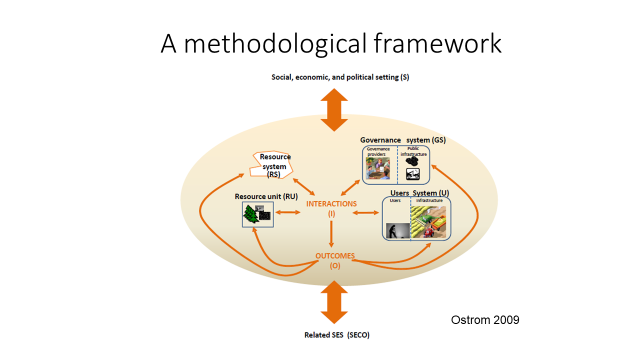 A methodological framework
Social, economic, and political setting (S)
Governance system (GS)
Governance
providers
Public
infrastructure
Resource
system
(RS)
Resource unit (RU)
Users System (U)
Users
Infrastructure
INTERACTIONS
(I)
OUTCOMES
(O)
Ostrom 2009
Related SES (SECO)